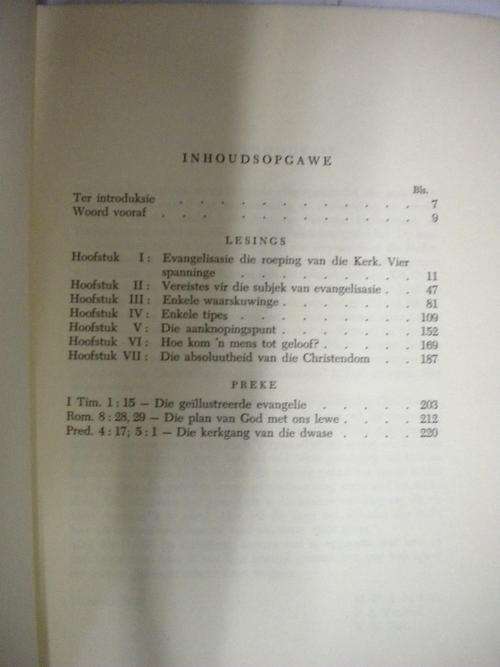 INHOUDSOPGAWE
Bls.
Ter introduksie . . . . . . . . . . . . 7
Woord vooraf . . . . . . . . . . . . 9
LESINGS
Hoofstuk I: Evangelisasie die roeping van die Kerk. Vier
spanninge . . . . . . . . . 11
Hoofstuk II: Vereistes vir die subjek van evangelisasie . . 47
Hoofstuk III: Enkele waarskuwinge . . . . . . . 81
Hoofstuk IV: Enkele tipes . . . . . . . . . 109
Hoofstuk V: Die aanknopingspunt . . . . . . . 152
Hoofstuk VI: Hoe kom 'n mens tot geloof? . . . . . 169
Hoofstuk VII: Die absoluutheid van die Christendom . . 187
PREKE
I Tim. 1:15 — Die geïllustreerde evangelie . . . . . 203
Rom. 8:28, 29 — Die plan van God met ons lewe . . . . 212
Pred. 4:17; 5:1 — Die kerkgang van die dwase . . . . 220